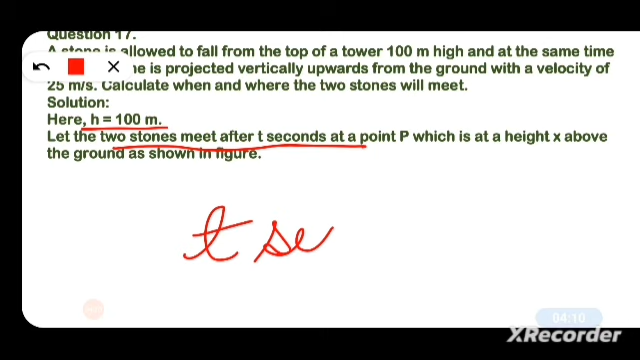 Question 17.
A stone is allowed to fall from the top of a tower 100 m high and at the same time
ne is projected vertically upwards from the ground with a velocity of
25 m/s. Calculate when and where the two stones will meet.
Solution:
Here, h = 100 m.
Let the two stones meet after t seconds at a point P which is at a height x above
the ground as shown in figure.
t se
04:10
XRecorder